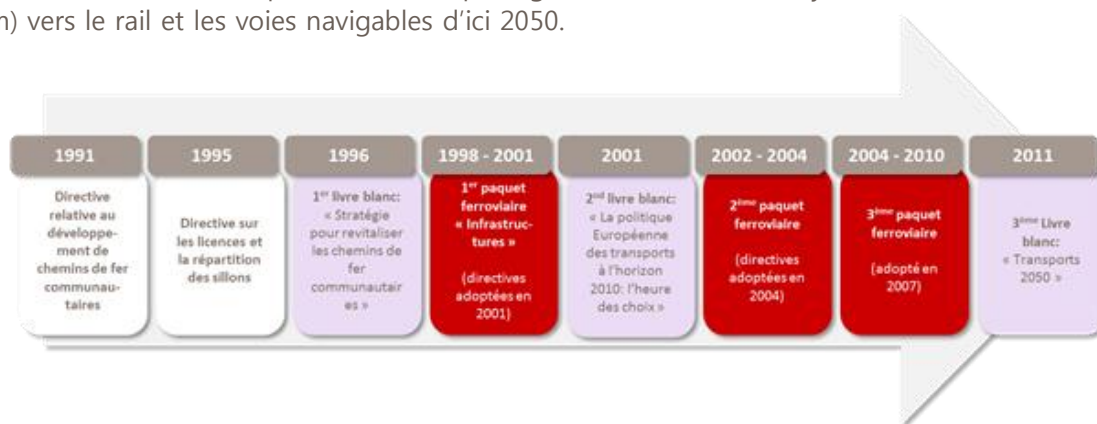 n) vers le rail et les voies navigables d'ici 2050.
1991
Directive
relative au
développe-
ment de
chemins de fer
communau-
taires
1995
Directive sur
les licences et
la répartition
des sillons
1996
1er livre blanc:
« Stratégie
pour revitaliser
les chemins de
fer
communautair
es »
1998 - 2001
1er paquet
ferroviaire
« Infrastruc-
tures »
(directives
adoptées en
2001)
2001
2nd livre blanc:
« La politique
Européenne
des transports
à l'horizon
2010: l'heure
des choix »
2002 - 2004
2ème paquet
ferroviaire
(directives
adoptées en
2004)
2004 - 2010
3ème paquet
ferroviaire
(adopté en
2007)
2011
3ème Livre
blanc:
« Transports
2050 »